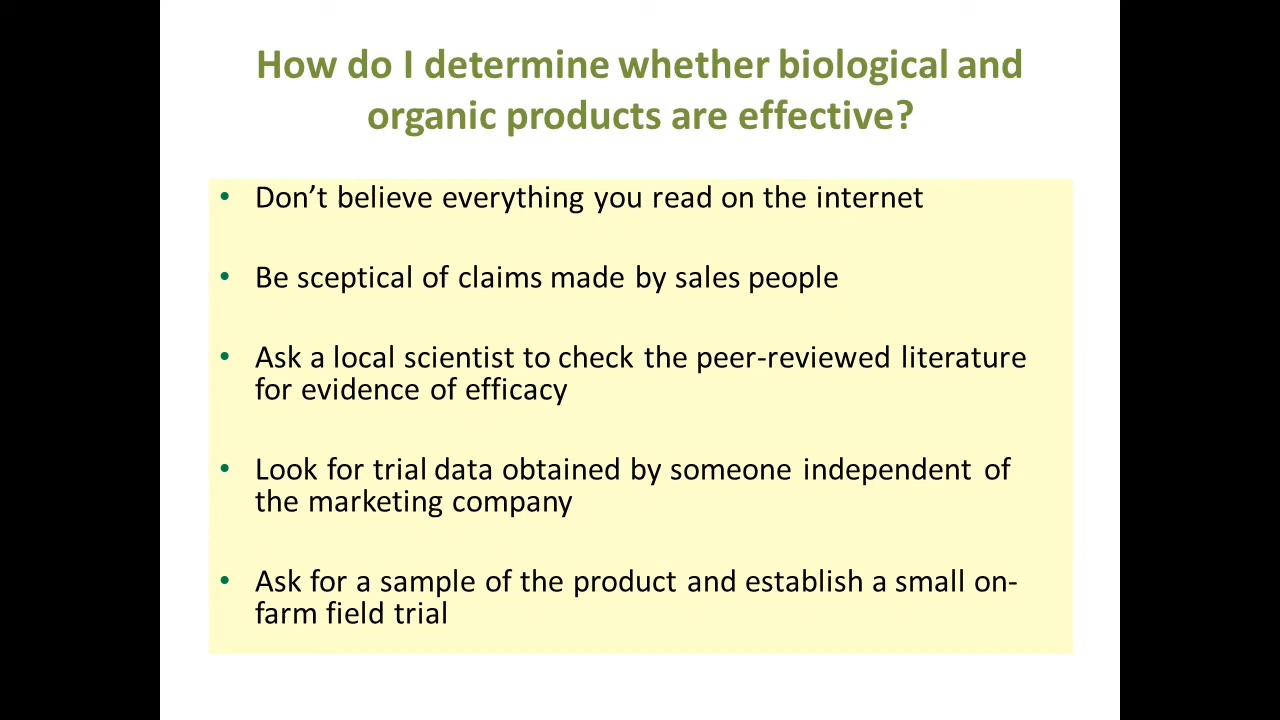 How do I determine whether biological and
organic products are effective?
• Don’t believe everything you read on the internet
• Be sceptical of claims made by sales people
• Ask a local scientist to check the peer-reviewed literature
for evidence of efficacy
• Look for trial data obtained by someone independent of
the marketing company
• Ask for a sample of the product and establish a small on-
farm field trial